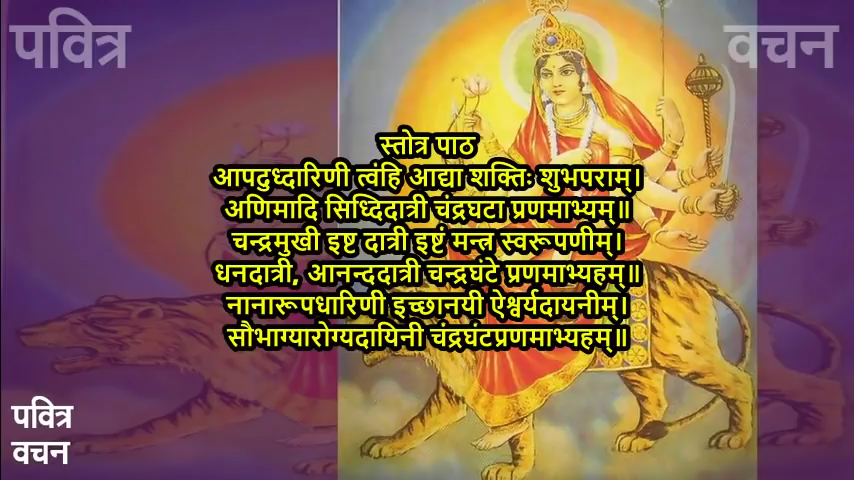 पवित्र
वचन
स्तोत्र पाठ
आपदुध्दारिणी त्वंहि आद्या शक्तिः शुभपराम्।
अणिमादि सिध्दिदात्री चंद्रघटा प्रणमाभ्यम्॥
चन्द्रमुखी इष्ट दात्री इष्टं मन्त्र स्वरूपणीम्।
धनदात्री, आनन्ददात्री चन्द्रघंटे प्रणमाभ्यहम्॥
नानारूपधारिणी इच्छानयी ऐश्वर्यदायनीम्।
सौभाग्यारोग्यदायिनी चंद्रघंटप्रणमाभ्यहम्॥
पवित्र
वचन